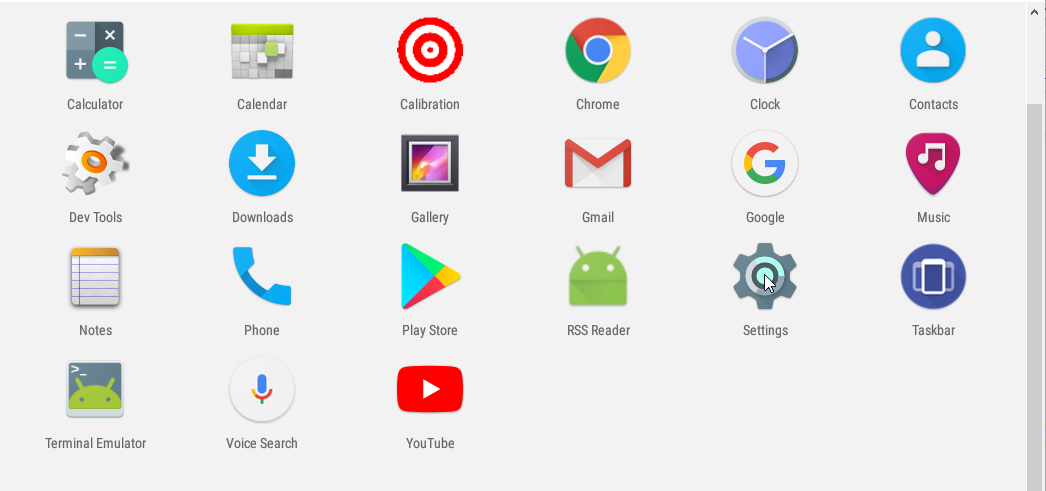 Calculator
Calendar
Calibration
Chrome
Clock
Contacts
Dev Tools
Downloads
Gallery
Gmail
Google
Music
Notes
Phone
Play Store
RSS Reader
Settings
Taskbar
>_
Terminal Emulator
Voice Search
YouTube